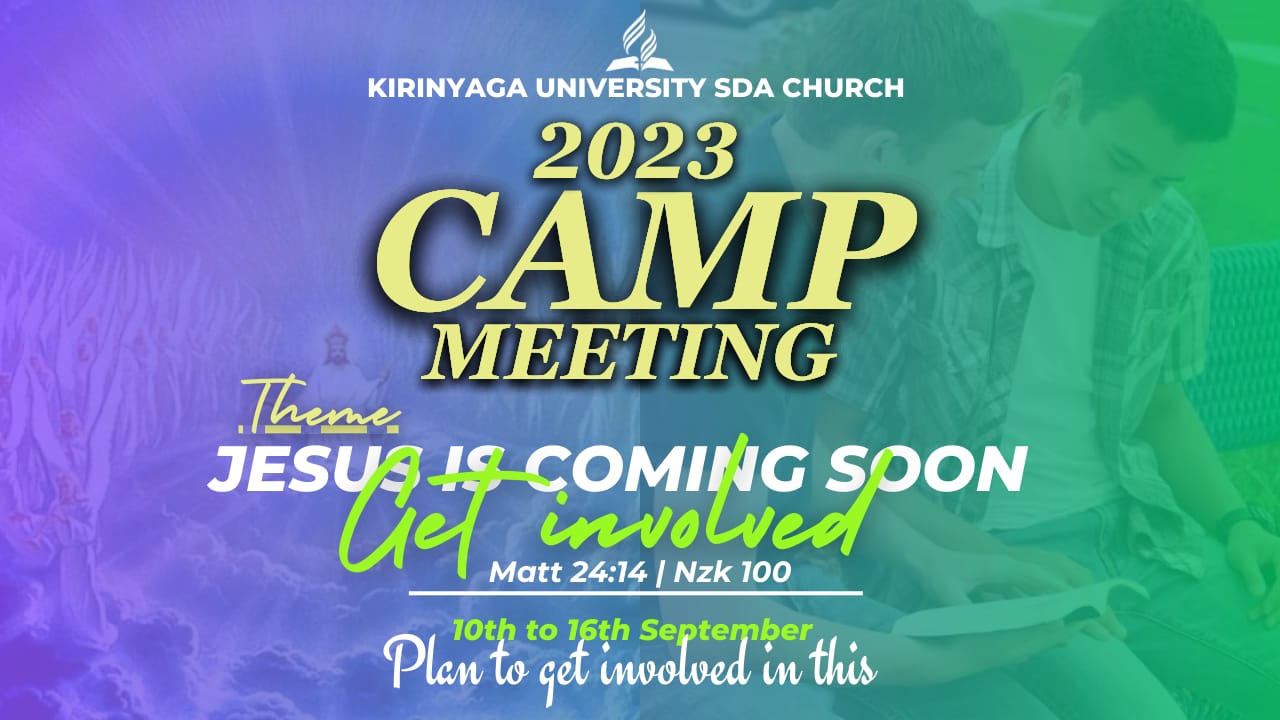 KIRINYAGA UNIVERSITY SDA CHURCH
2023
CAMP
MEETING
Theme
JESUS IS COMING SOON
Get involved
Matt 24:14 | Nzk 100
10th to 16th September
Plan to get involved in this